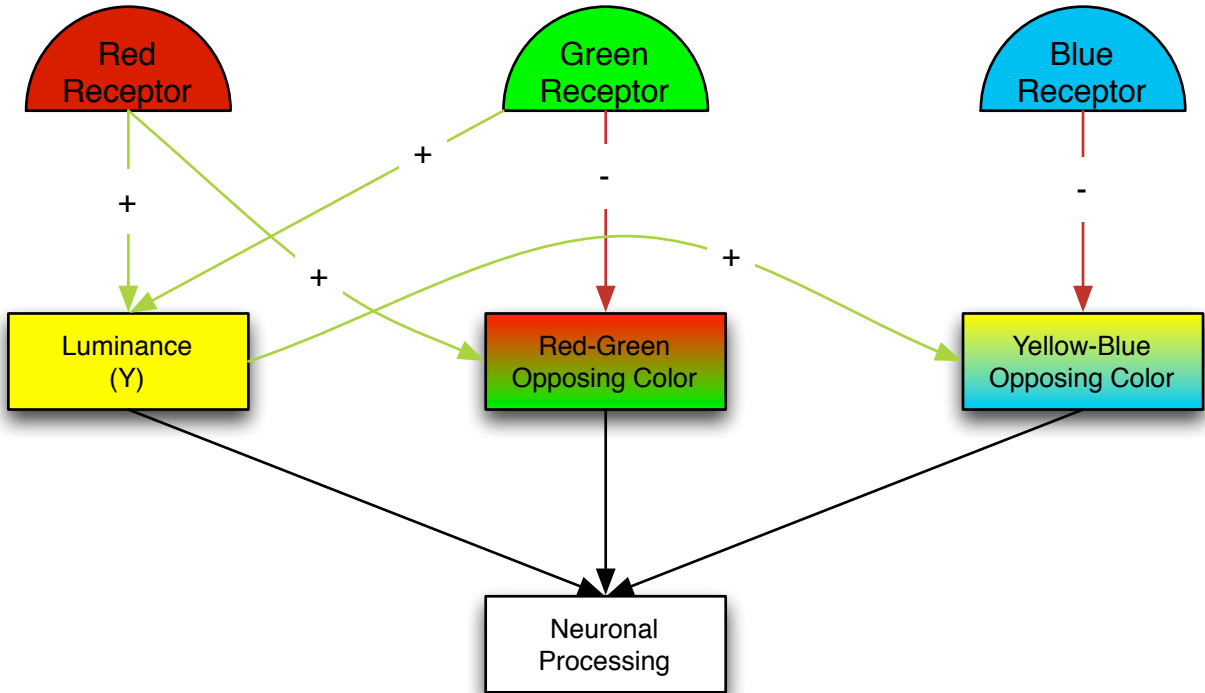 Red
Receptor
Green
Receptor
Blue
Receptor
+
+
-
-
+
+
Luminance
(Y)
Red-Green
Opposing Color
Yellow-Blue
Opposing Color
Neuronal
Processing